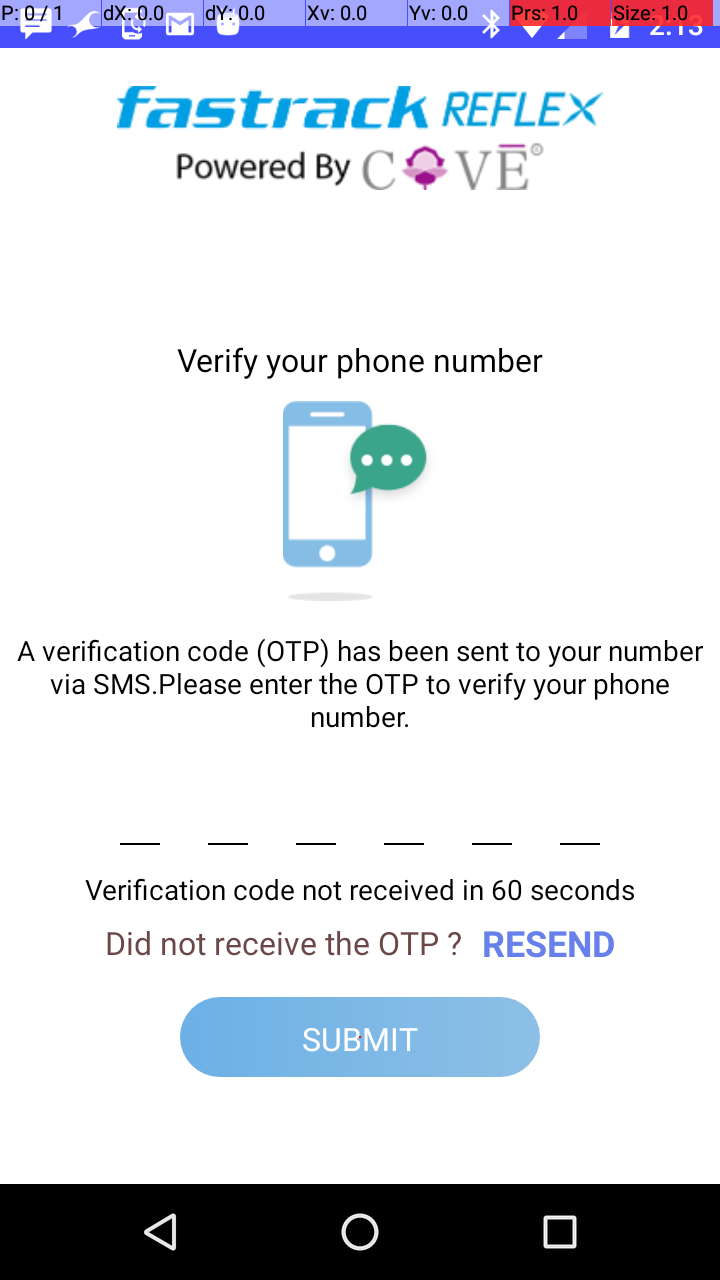 P: 0 / 1 dX: 0.0 dY: 0.0 Xv: 0.0 Yv: 0.0 Prs: 1.0 Size: 1.0
2:13
fastrack REFLEX
Powered By COVE®
Verify your phone number
A verification code (OTP) has been sent to your number
via SMS.Please enter the OTP to verify your phone
number.
Verification code not received in 60 seconds
Did not receive the OTP ? RESEND
SUBMIT